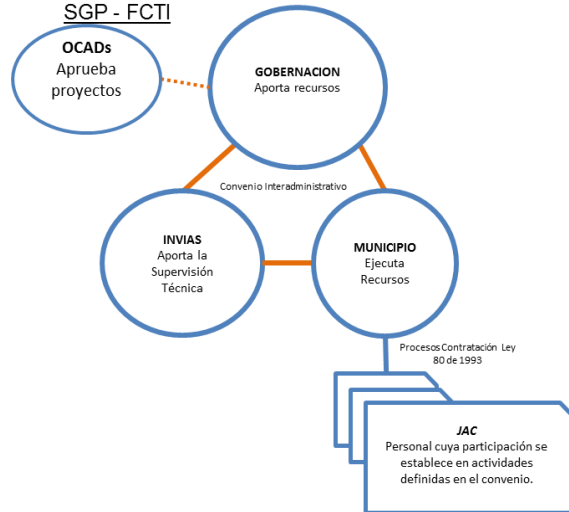 SGP - FCTI
OCADs
Aprueba
proyectos
GOBERNACION
Aporta recursos
Convenio Interadministrativo
INVIAS
Aporta la
Supervisión
Técnica
MUNICIPIO
Ejecuta
Recursos
Procesos Contratación Ley
80 de 1993
JAC
Personal cuya participación se
establece en actividades
definidas en el convenio.